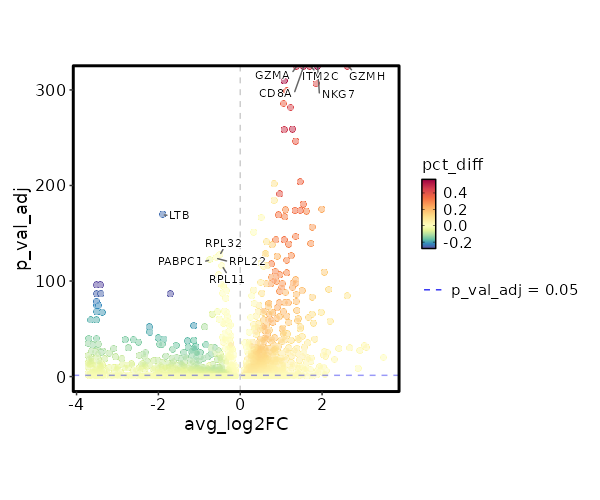 GZMA ITM2C GZMH
CD8A NKG7
LTB
RPL32
PABPC1 RPL22
RPL11
300
200
100
0
-4 -2 0 2
p_val_adj
avg_log2FC
pct_diff
0.4
0.2
0.0
-0.2
p_val_adj = 0.05